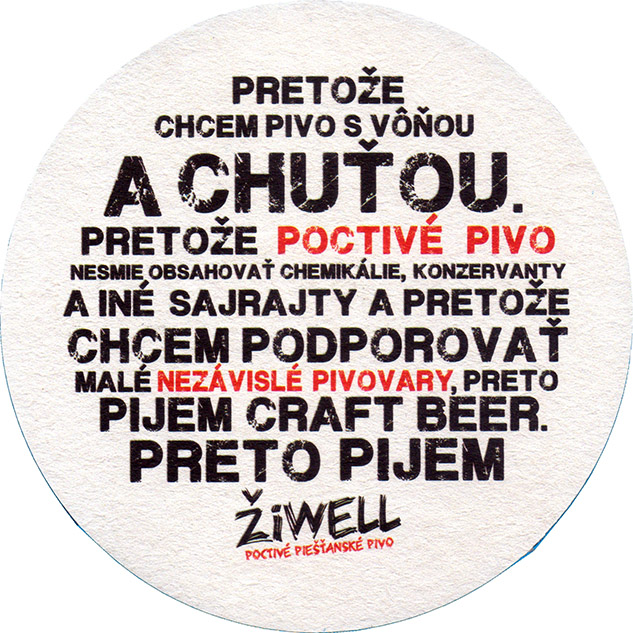 PRETOŽE
CHCEM PIVO S VÔŇOU
A CHUŤOU.
PRETOŽE POCTIVÉ PIVO
NESMIE OBSAHOVAŤ CHEMIKÁLIE, KONZERVANTY
A INÉ SAJRAJTY A PRETOŽE
CHCEM PODPOROVAŤ
MALÉ NEZÁVISLÉ PIVOVARY, PRETO
PIJEM CRAFT BEER.
PRETO PIJEM
ŽiWELL
POCTIVÉ PIEŠŤANSKÉ PIVO